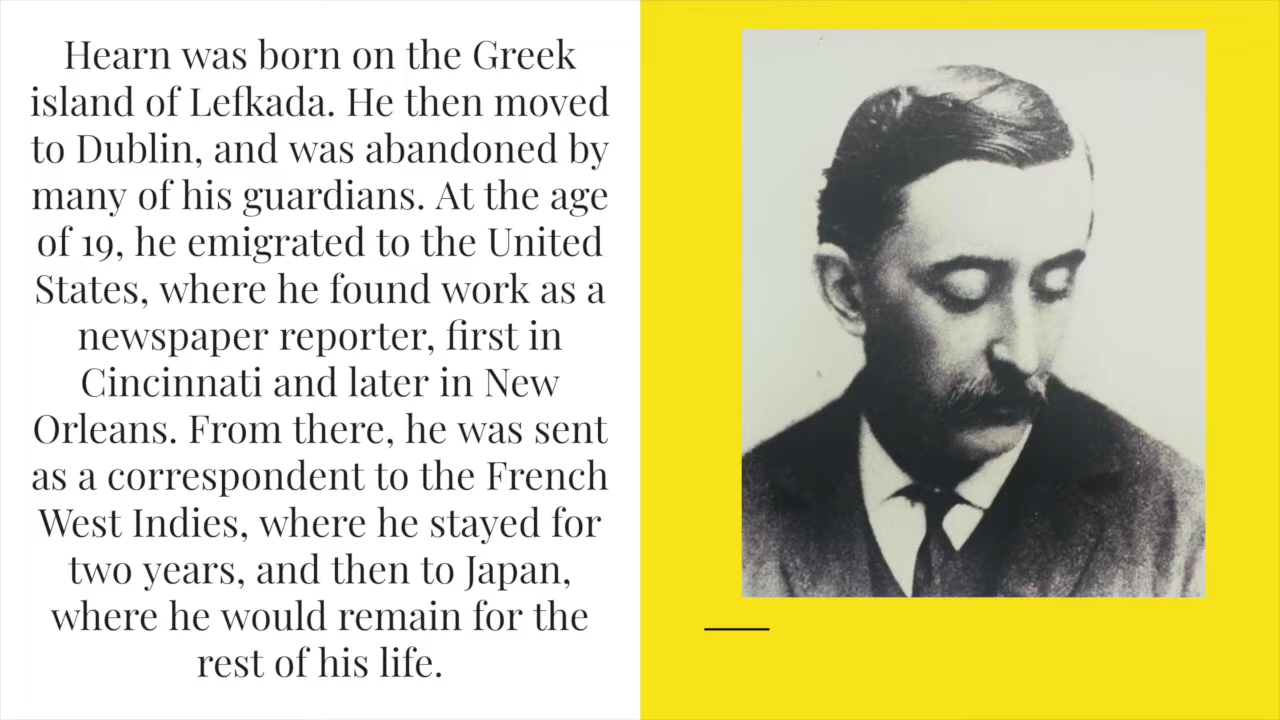 Hearn was born on the Greek
island of Lefkada. He then moved
to Dublin, and was abandoned by
many of his guardians. At the age
of 19, he emigrated to the United
States, where he found work as a
newspaper reporter, first in
Cincinnati and later in New
Orleans. From there, he was sent
as a correspondent to the French
West Indies, where he stayed for
two years, and then to Japan,
where he would remain for the
rest of his life.